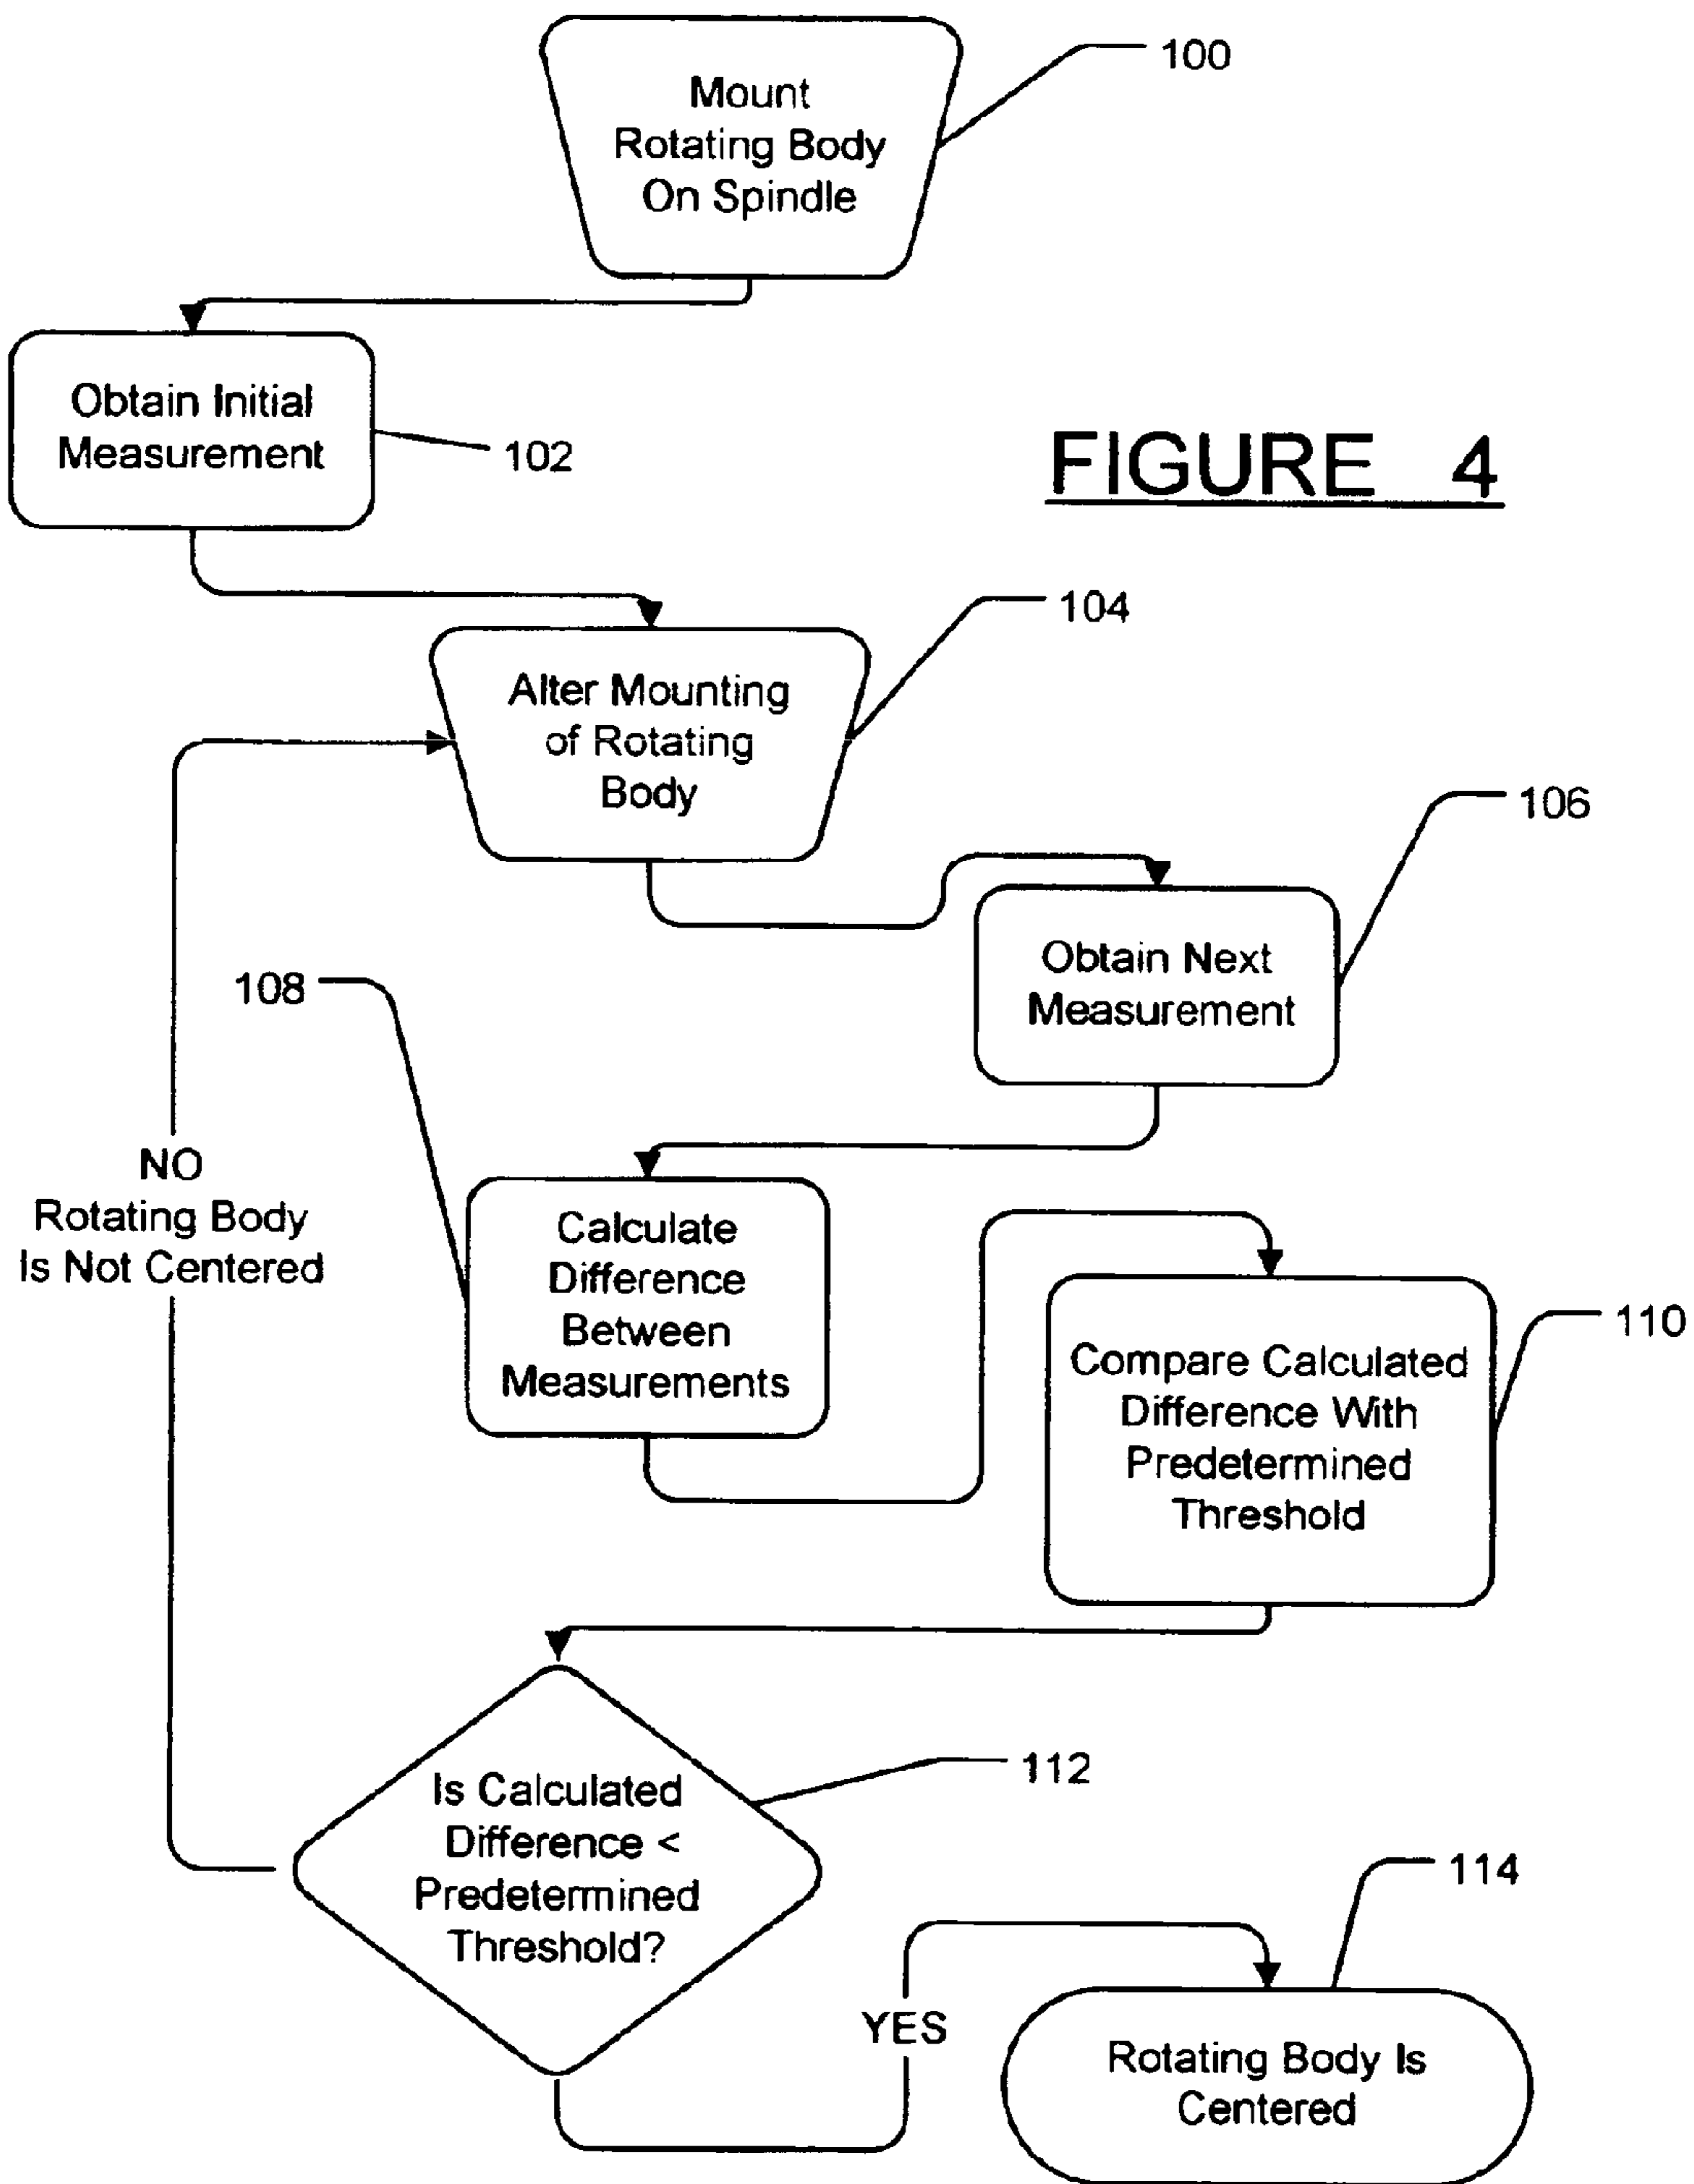 Mount
Rotating Body
On Spindle
100
Obtain Initial
Measurement
102
FIGURE 4
104
Alter Mounting
of Rotating
Body
106
Obtain Next
Measurement
108
NO
Rotating Body
Is Not Centered
Calculate
Difference
Between
Measurements
110
Compare Calculated
Difference With
Predetermined
Threshold
112
Is Calculated
Difference <
Predetermined
Threshold?
114
YES
Rotating Body Is
Centered